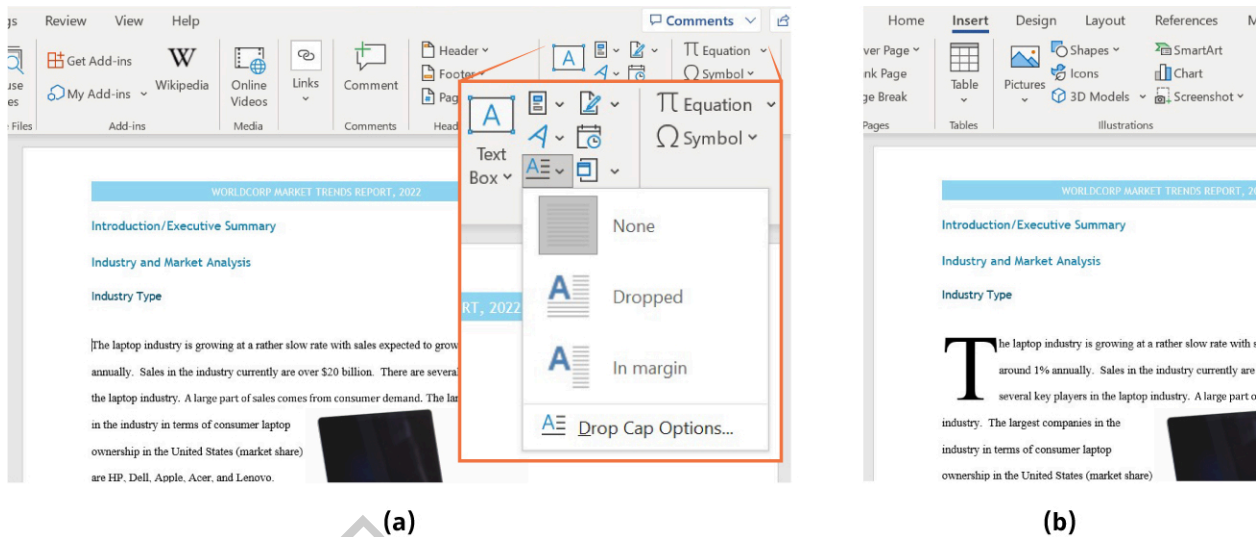 Review View Help
Comments
Get Add-ins
My Add-ins
Wikipedia
Online
Videos
Links
Comment
Header
Footer
Equation
Symbol
Files
Add-ins
Media
Comments
Text
Box
Equation
Symbol
None
Dropped
In margin
Drop Cap Options...
WORLDCORP MARKET TRENDS REPORT, 2022
RT, 2022
Introduction/Executive Summary
Industry and Market Analysis
Industry Type
The laptop industry is growing at a rather slow rate with sales expected to grow
annually. Sales in the industry currently are over $20 billion. There are several
the laptop industry. A large part of sales comes from consumer demand. The lar
in the industry in terms of consumer laptop
ownership in the United States (market share)
are HP, Dell, Apple, Acer, and Lenovo.
(a)
Home Insert Design Layout References M
ver Page
nk Page
ge Break
Table
Pictures
Shapes
Icons
3D Models
SmartArt
Chart
Screenshot
Pages
Tables
Illustrations
WORLDCORP MARKET TRENDS REPORT, 20
Introduction/Executive Summary
Industry and Market Analysis
Industry Type
The laptop industry is growing at a rather slow rate with s
around 1% annually. Sales in the industry currently are
several key players in the laptop industry. A large part o
industry. The largest companies in the
industry in terms of consumer laptop
ownership in the United States (market share)
(b)